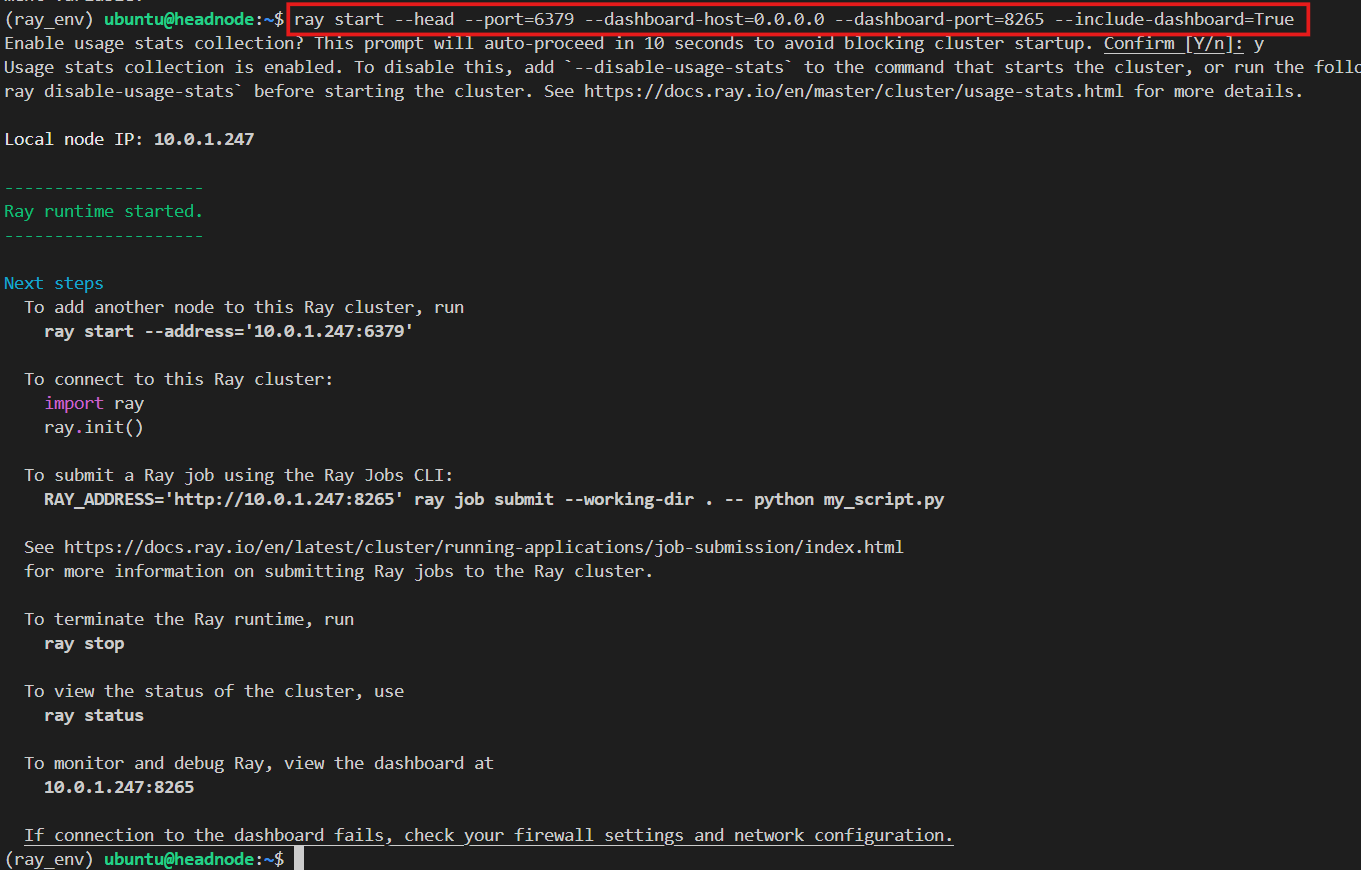 (ray_env) ubuntu@headnode:~$ ray start --head --port=6379 --dashboard-host=0.0.0.0 --dashboard-port=8265 --include-dashboard=True
Enable usage stats collection? This prompt will auto-proceed in 10 seconds to avoid blocking cluster startup. Confirm [Y/n]: y
Usage stats collection is enabled. To disable this, add `--disable-usage-stats` to the command that starts the cluster, or run the
ray disable-usage-stats` before starting the cluster. See https://docs.ray.io/en/master/cluster/usage-stats.html for more details.
Local node IP: 10.0.1.247
--------------------
Ray runtime started.
--------------------
Next steps
To add another node to this Ray cluster, run
ray start --address='10.0.1.247:6379'
To connect to this Ray cluster:
import ray
ray.init()
To submit a Ray job using the Ray Jobs CLI:
RAY_ADDRESS='http://10.0.1.247:8265' ray job submit --working-dir . -- python my_script.py
See https://docs.ray.io/en/latest/cluster/running-applications/job-submission/index.html
for more information on submitting Ray jobs to the Ray cluster.
To terminate the Ray runtime, run
ray stop
To view the status of the cluster, use
ray status
To monitor and debug Ray, view the dashboard at
10.0.1.247:8265
If connection to the dashboard fails, check your firewall settings and network configuration.
(ray_env) ubuntu@headnode:~$